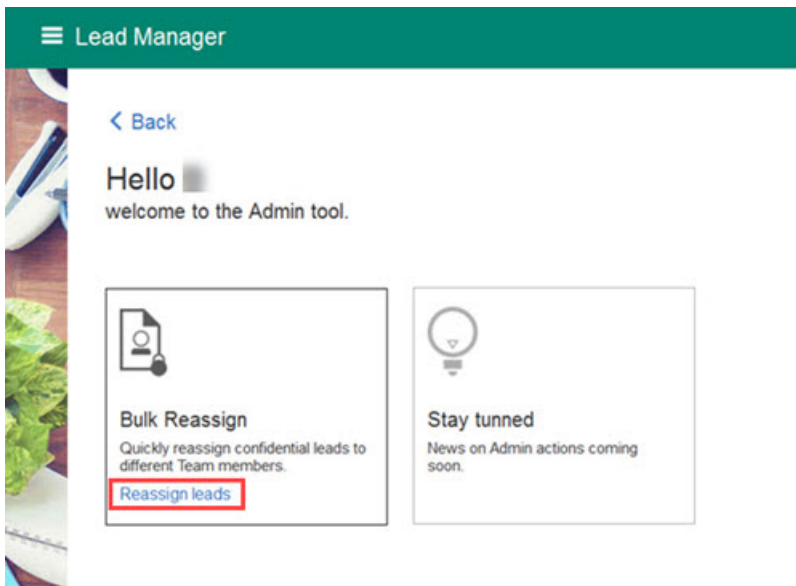 Lead Manager
Back
Hello
welcome to the Admin tool.
Bulk Reassign
Quickly reassign confidential leads to
different Team members.
Reassign leads
Stay tunned
News on Admin actions coming
soon.